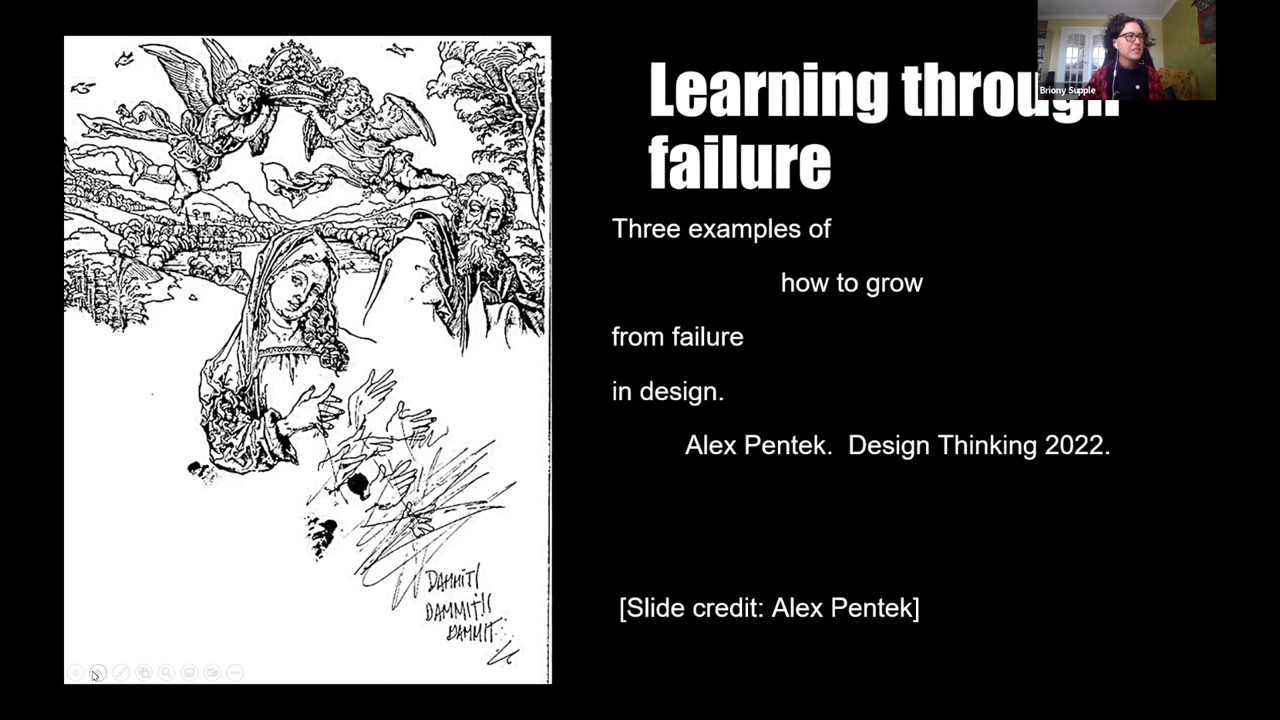 Learning through
failure
Briony Supple
Three examples of
how to grow
from failure
in design.
Alex Pentek.  Design Thinking 2022.
[Slide credit: Alex Pentek]
DAMMIT!
DAMMIT!!
DAMMIT